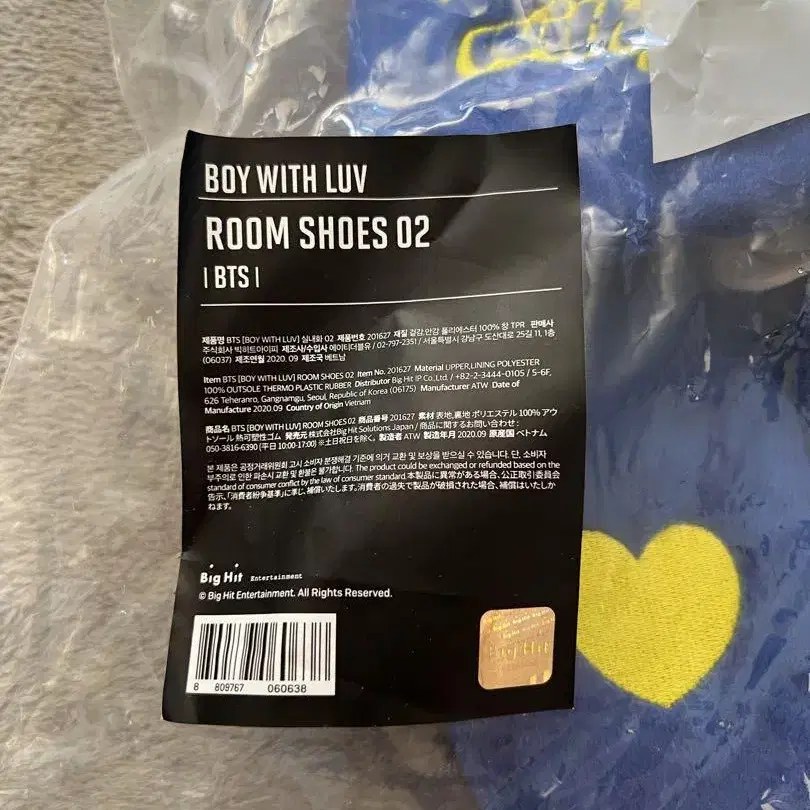 BOY WITH LUV
ROOM SHOES 02
| BTS |
제품명 BTS [BOY WITH LUV] 실내화 02 제품번호 201627 재질 겉감,안감 폴리에스터 100% 창 TPR 판매사
주식회사 빅히트아이피 제조사/수입사 에이티더블유 / 02-797-2351 / 서울특별시 강남구 도산대로 25길 11, 1층
(06037) 제조연월 2020. 09 제조국 베트남
Item BTS [BOY WITH LUV] ROOM SHOES 02 Item No. 201627 Material UPPER,LINING POLYESTER
100% OUTSOLE THERMO PLASTIC RUBBER Distributor Big Hit IP Co.,Ltd. / +82-2-3444-0105 / 5-6F,
626 Teheranro, Gangnamgu, Seoul, Republic of Korea (06175) Manufacturer ATW Date of
Manufacture 2020.09 Country of Origin Vietnam
商品名 BTS [BOY WITH LUV] ROOM SHOES 02 商品番号 201627 素材 表地,裏地 ポリエステル 100% アウ
トソール 熱可塑性ゴム 発売元 株式会社Big Hit Solutions Japan / 商品に関するお問い合わせ :
050-3816-6390 (平日 10:00-17:00) ※土日祝日を除く。 製造者 ATW 製造年月 2020.09 原産国 ベトナム
본 제품은 공정거래위원회 고시 소비자 분쟁해결 기준에 의거 교환 및 보상을 받으실 수 있습니다. 단, 소비자
부주의로 인한 파손시 교환 및 환불은 불가합니다. The product could be exchanged or refunded based on the
standard of consumer conflict by the law of consumer standard. 本製品に異常がある場合、公正取引委員会
告示、「消費者紛争基準」に準じ、補償いたします。消費者の過失で製品が破損された場合、補償はいたしか
ねます。
Big Hit Entertainment
© Big Hit Entertainment. All Rights Reserved.
8 809767 060638
Big Hit